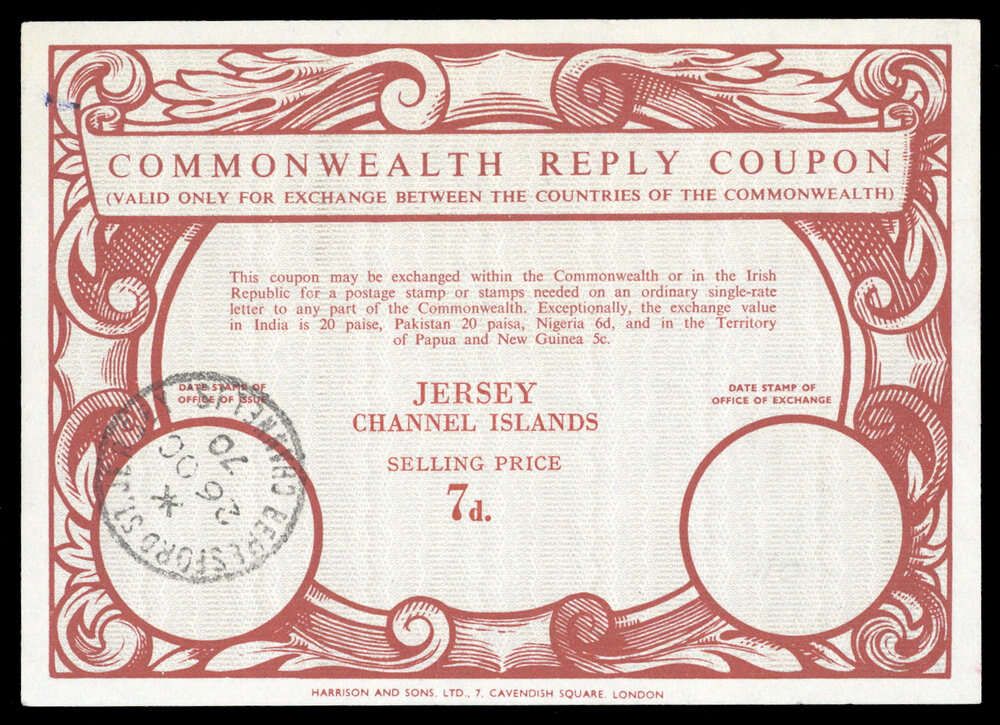 COMMONWEALTH REPLY COUPON
(VALID ONLY FOR EXCHANGE BETWEEN THE COUNTRIES OF THE COMMONWEALTH)
This coupon may be exchanged within the Commonwealth or in the Irish
Republic for a postage stamp or stamps needed on an ordinary single-rate
letter to any part of the Commonwealth. Exceptionally, the exchange value
in India is 20 paise, Pakistan 20 paisa, Nigeria 6d, and in the Territory
of Papua and New Guinea 5c.
DATE STAMP OF
OFFICE OF ISSUE
JERSEY
CHANNEL ISLANDS
SELLING PRICE
7d.
DATE STAMP OF
OFFICE OF EXCHANGE
BERESFORD ST.
CHANNEL IS
26
OC
70
HARRISON AND SONS, LTD., 7, CAVENDISH SQUARE, LONDON